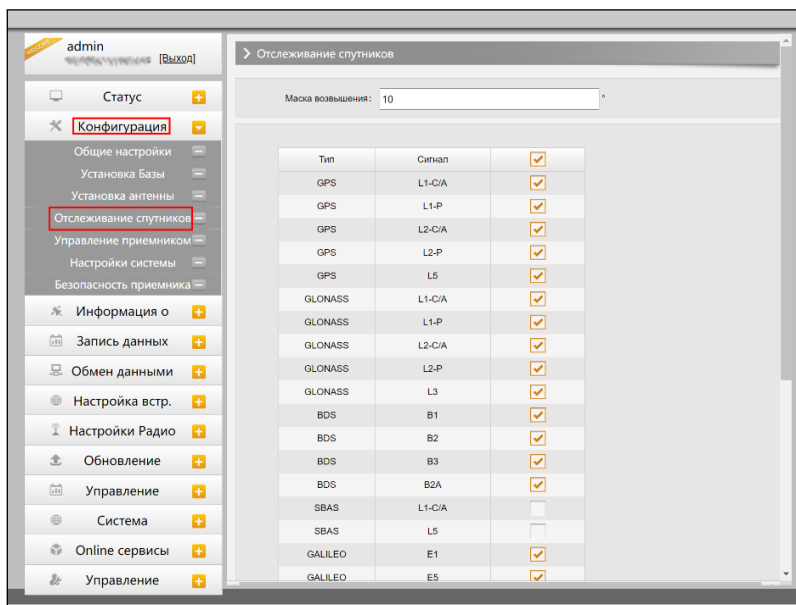 WELCOME
admin
[Выход]
Статус
Конфигурация
Общие настройки
Установка Базы
Установка антенны
Отслеживание спутников
Управление приемником
Настройки системы
Безопасность приемника
Информация о
Запись данных
Обмен данными
Настройка встр.
Настройки Радио
Обновление
Управление
Система
Online сервисы
Управление
Отслеживание спутников
Маска возвышения: 10 °
Тип Сигнал
GPS L1-C/A
GPS L1-P
GPS L2-C/A
GPS L2-P
GPS L5
GLONASS L1-C/A
GLONASS L1-P
GLONASS L2-C/A
GLONASS L2-P
GLONASS L3
BDS B1
BDS B2
BDS B3
BDS B2A
SBAS L1-C/A
SBAS L5
GALILEO E1
GALILEO E5